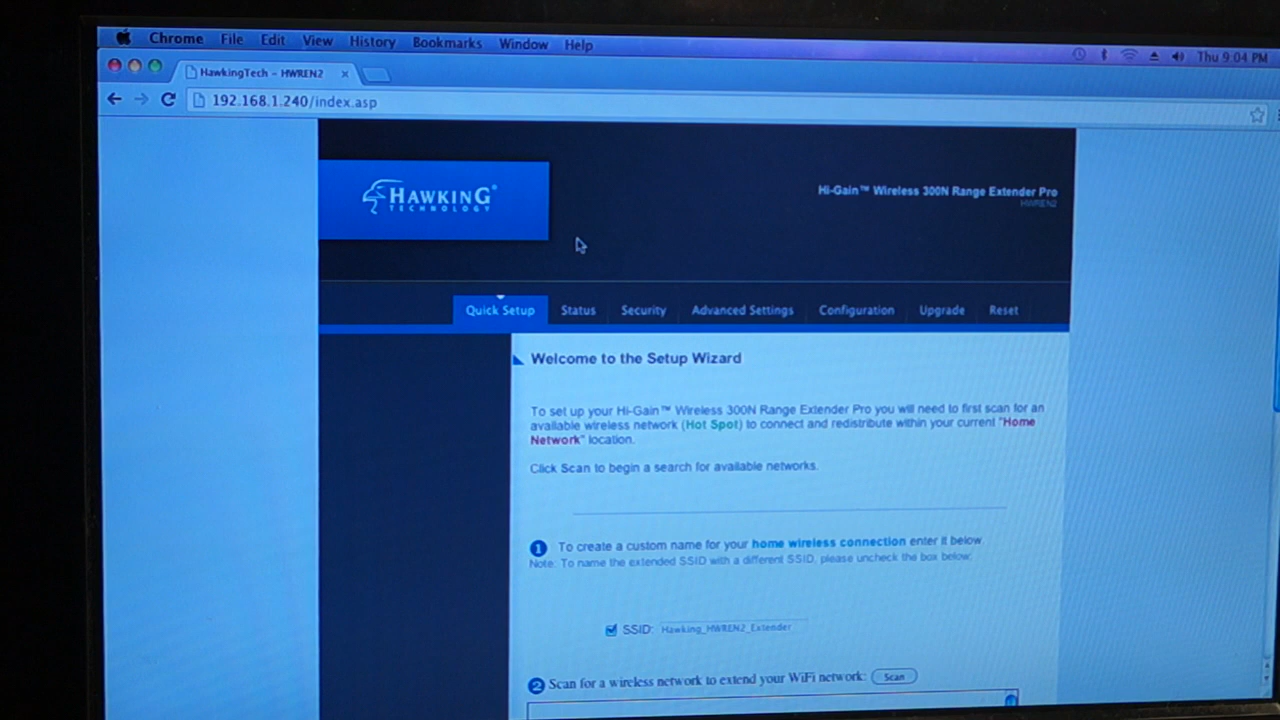 Chrome File Edit View History Bookmarks Window Help
Thu 9:04 PM
HawkingTech - HWREN2
192.168.1.240/index.asp
HAWKING®
TECHNOLOGY
Hi-Gain™ Wireless 300N Range Extender Pro
HWREN2
Quick Setup Status Security Advanced Settings Configuration Upgrade Reset
Welcome to the Setup Wizard
To set up your Hi-Gain™ Wireless 300N Range Extender Pro you will need to first scan for an
available wireless network (Hot Spot) to connect and redistribute within your current "Home
Network" location.
Click Scan to begin a search for available networks.
1 To create a custom name for your home wireless connection enter it below.
Note: To name the extended SSID with a different SSID, please uncheck the box below.
SSID: Hawking_HWREN2_Extender
2 Scan for a wireless network to extend your WiFi network: Scan